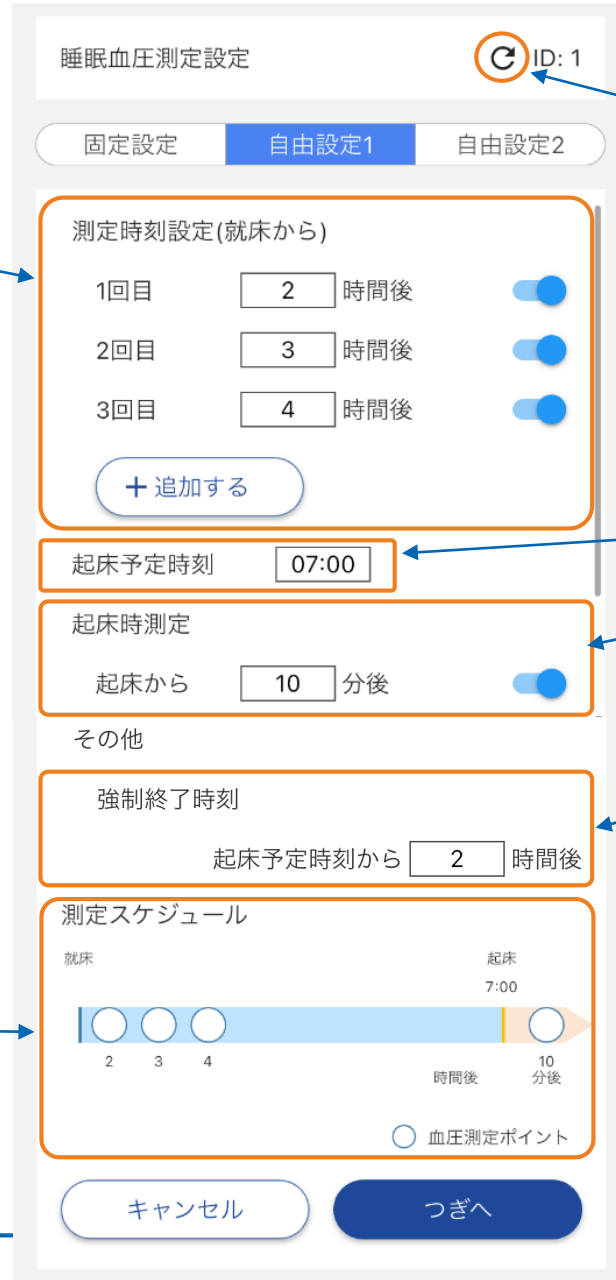 睡眠血圧測定設定 ID: 1
固定設定 自由設定1 自由設定2
測定時刻設定(就床から)
1回目 2 時間後
2回目 3 時間後
3回目 4 時間後
+追加する
起床予定時刻 07:00
起床時測定
起床から 10 分後
その他
強制終了時刻
起床予定時刻から 2 時間後
測定スケジュール
就床 起床
7:00
2 3 4 10
時間後 分後
血圧測定ポイント
キャンセル つぎへ